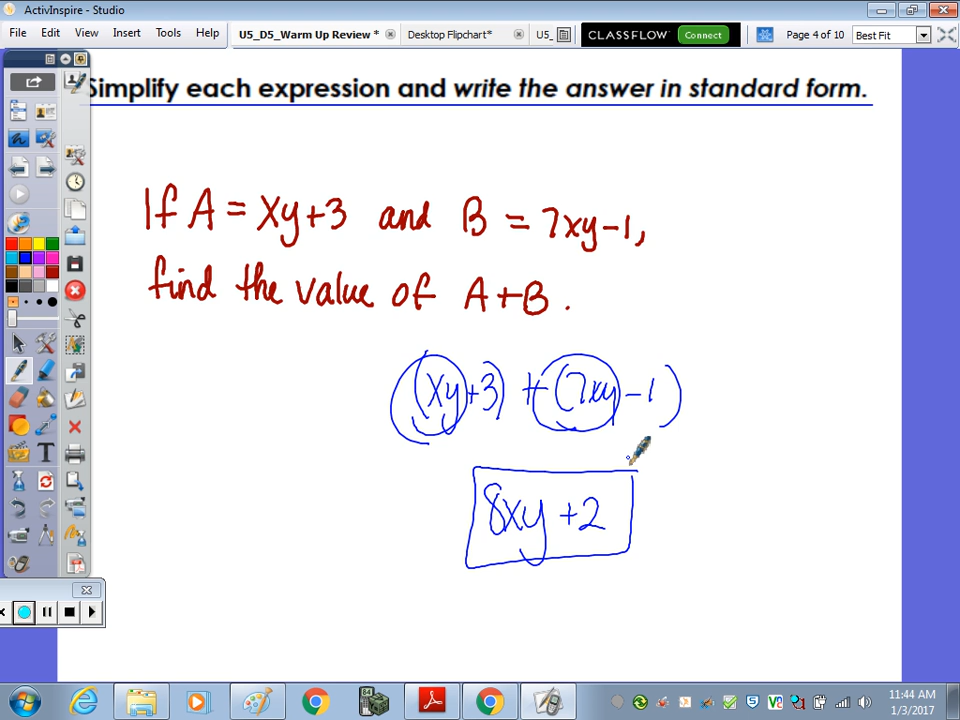 ActivInspire - Studio
File Edit View Insert Tools Help
U5_D5_Warm Up Review *
Desktop Flipchart*
U5_
CLASSFLOW Connect
Page 4 of 10
Best Fit
Simplify each expression and write the answer in standard form.
If A = xy+3 and B = 7xy-1,
find the value of A+B.
(xy+3) + (7xy-1)
8xy +2
84
V2
11:44 AM
1/3/2017